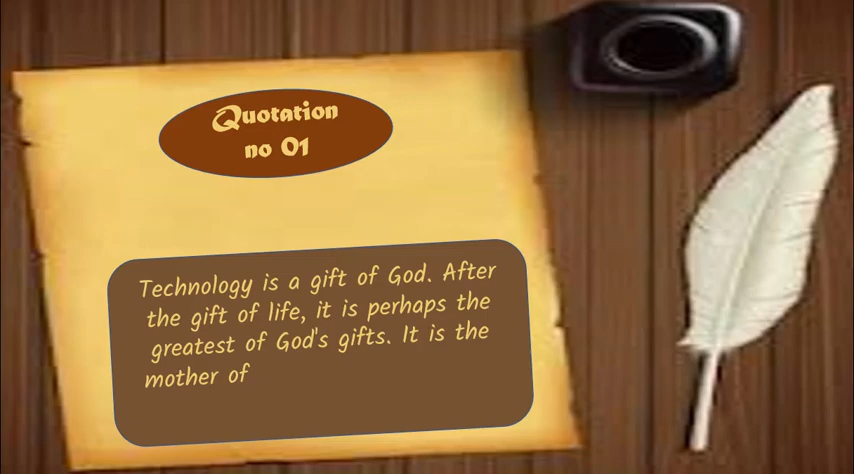 Quotation
no 01
Technology is a gift of God. After
the gift of life, it is perhaps the
greatest of God's gifts. It is the
mother of